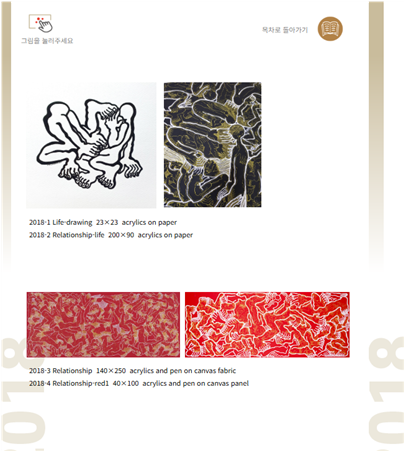 그림을 눌러주세요
목차로 돌아가기
2018-1 Life-drawing 23×23 acrylics on paper
2018-2 Relationship-life 200×90 acrylics on paper
2018-3 Relationship 140×250 acrylics and pen on canvas fabric
2018-4 Relationship-red1 40×100 acrylics and pen on canvas panel
2018
2018